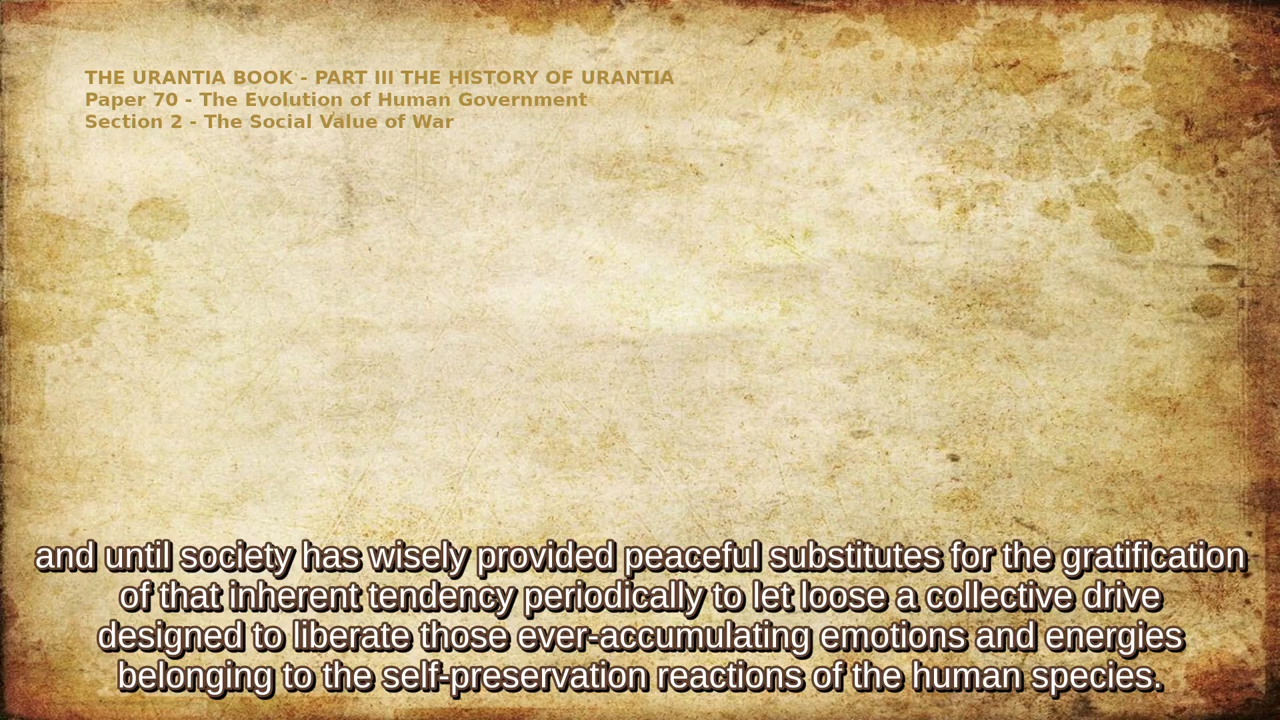 THE URANTIA BOOK - PART III THE HISTORY OF URANTIA
Paper 70 - The Evolution of Human Government
Section 2 - The Social Value of War
and until society has wisely provided peaceful substitutes for the gratification
of that inherent tendency periodically to let loose a collective drive
designed to liberate those ever-accumulating emotions and energies
belonging to the self-preservation reactions of the human species.